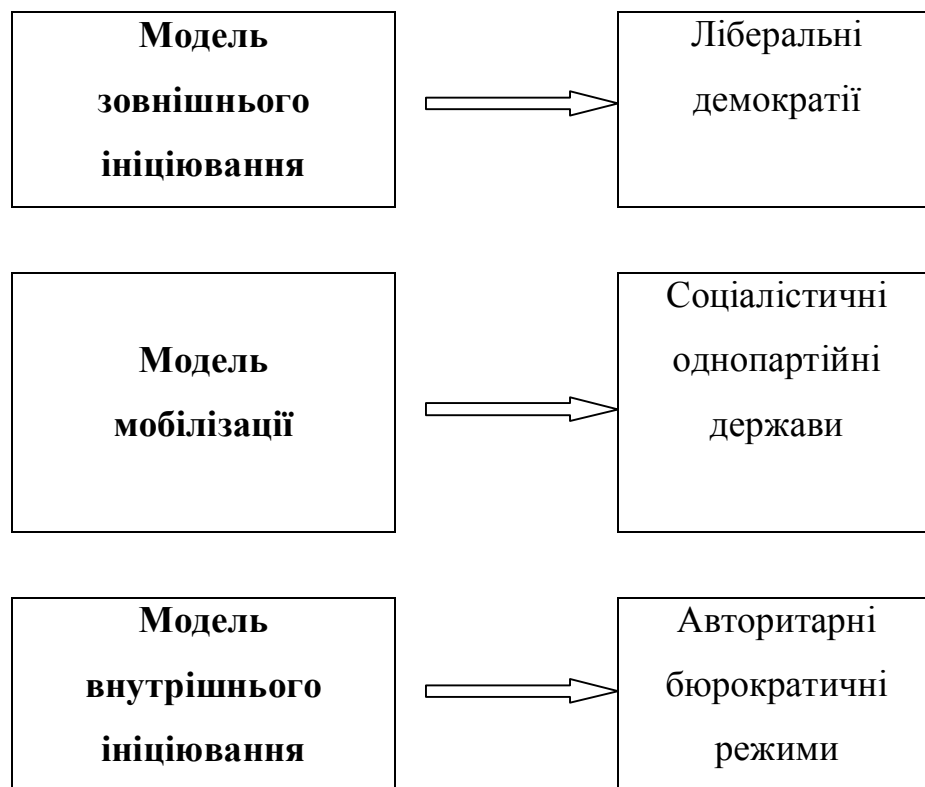 Модель
зовнішнього
ініціювання
Ліберальні
демократії
Модель
мобілізації
Соціалістичні
однопартійні
держави
Модель
внутрішнього
ініціювання
Авторитарні
бюрократичні
режими